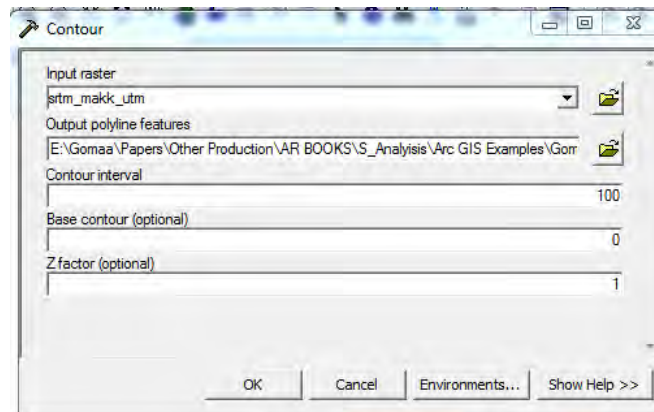 Contour
Input raster
srtm_makk_utm
Output polyline features
E:\Gomaa\Papers\Other Production\AR BOOKS\S_Analyisis\Arc GIS Examples\Gom
Contour interval
100
Base contour (optional)
0
Z factor (optional)
1
OK Cancel Environments... Show Help >>